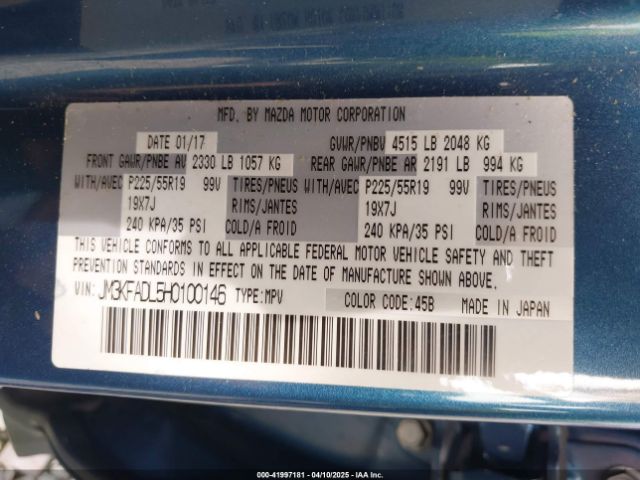 MFD. BY MAZDA MOTOR CORPORATION
DATE 01/17 GVWR/PNBV 4515 LB 2048 KG
FRONT GAWR/PNBE AV 2330 LB 1057 KG REAR GAWR/PNBE AR 2191 LB 994 KG
WITH/AVEC P225/55R19 99V TIRES/PNEUS WITH/AVEC P225/55R19 99V TIRES/PNEUS
19X7J RIMS/JANTES 19X7J RIMS/JANTES
240 KPA/35 PSI COLD/A FROID 240 KPA/35 PSI COLD/A FROID
THIS VEHICLE CONFORMS TO ALL APPLICABLE FEDERAL MOTOR VEHICLE SAFETY AND THEFT
PREVENTION STANDARDS IN EFFECT ON THE DATE OF MANUFACTURE SHOWN ABOVE.
VIN: JM3KFADL5H0100146 TYPE:MPV COLOR CODE:45B MADE IN JAPAN
000-41997181 - 04/10/2025 - IAA Inc.